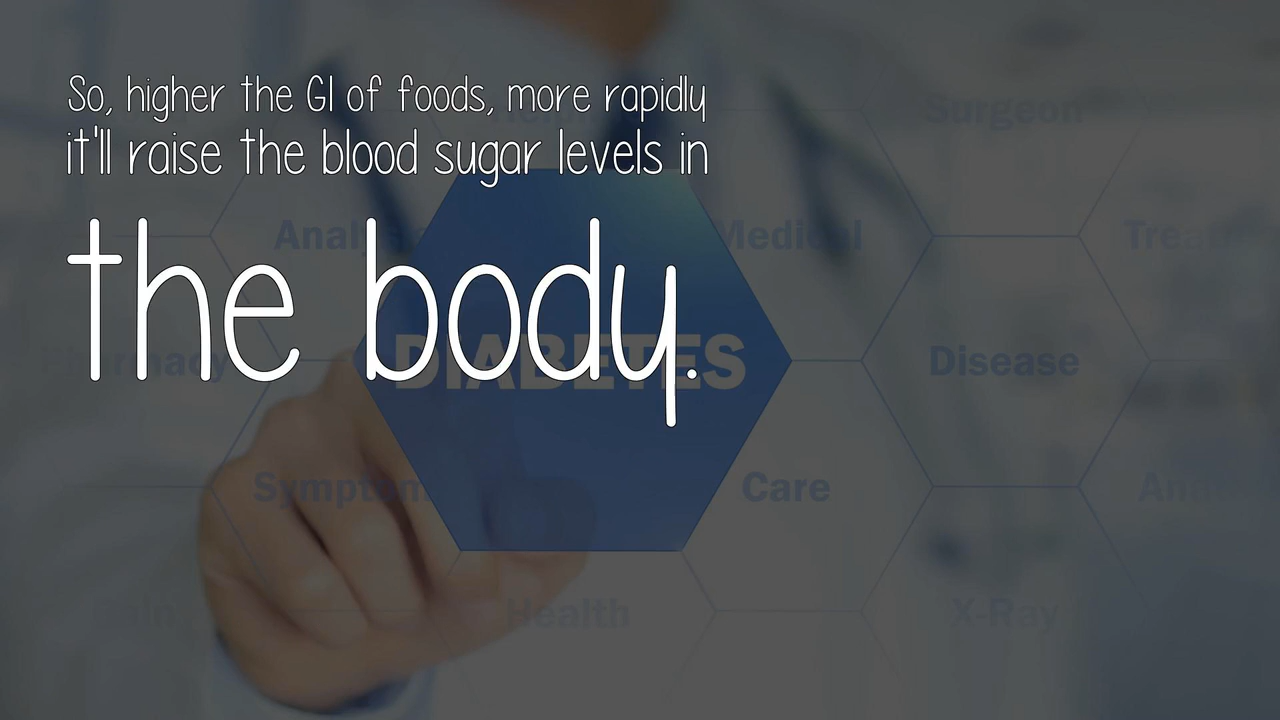 So, higher the GI of foods, more rapidly
it'll raise the blood sugar levels in
the body.
Surgeon
Medical
DIABETES
Disease
Care
Health
X-Ray